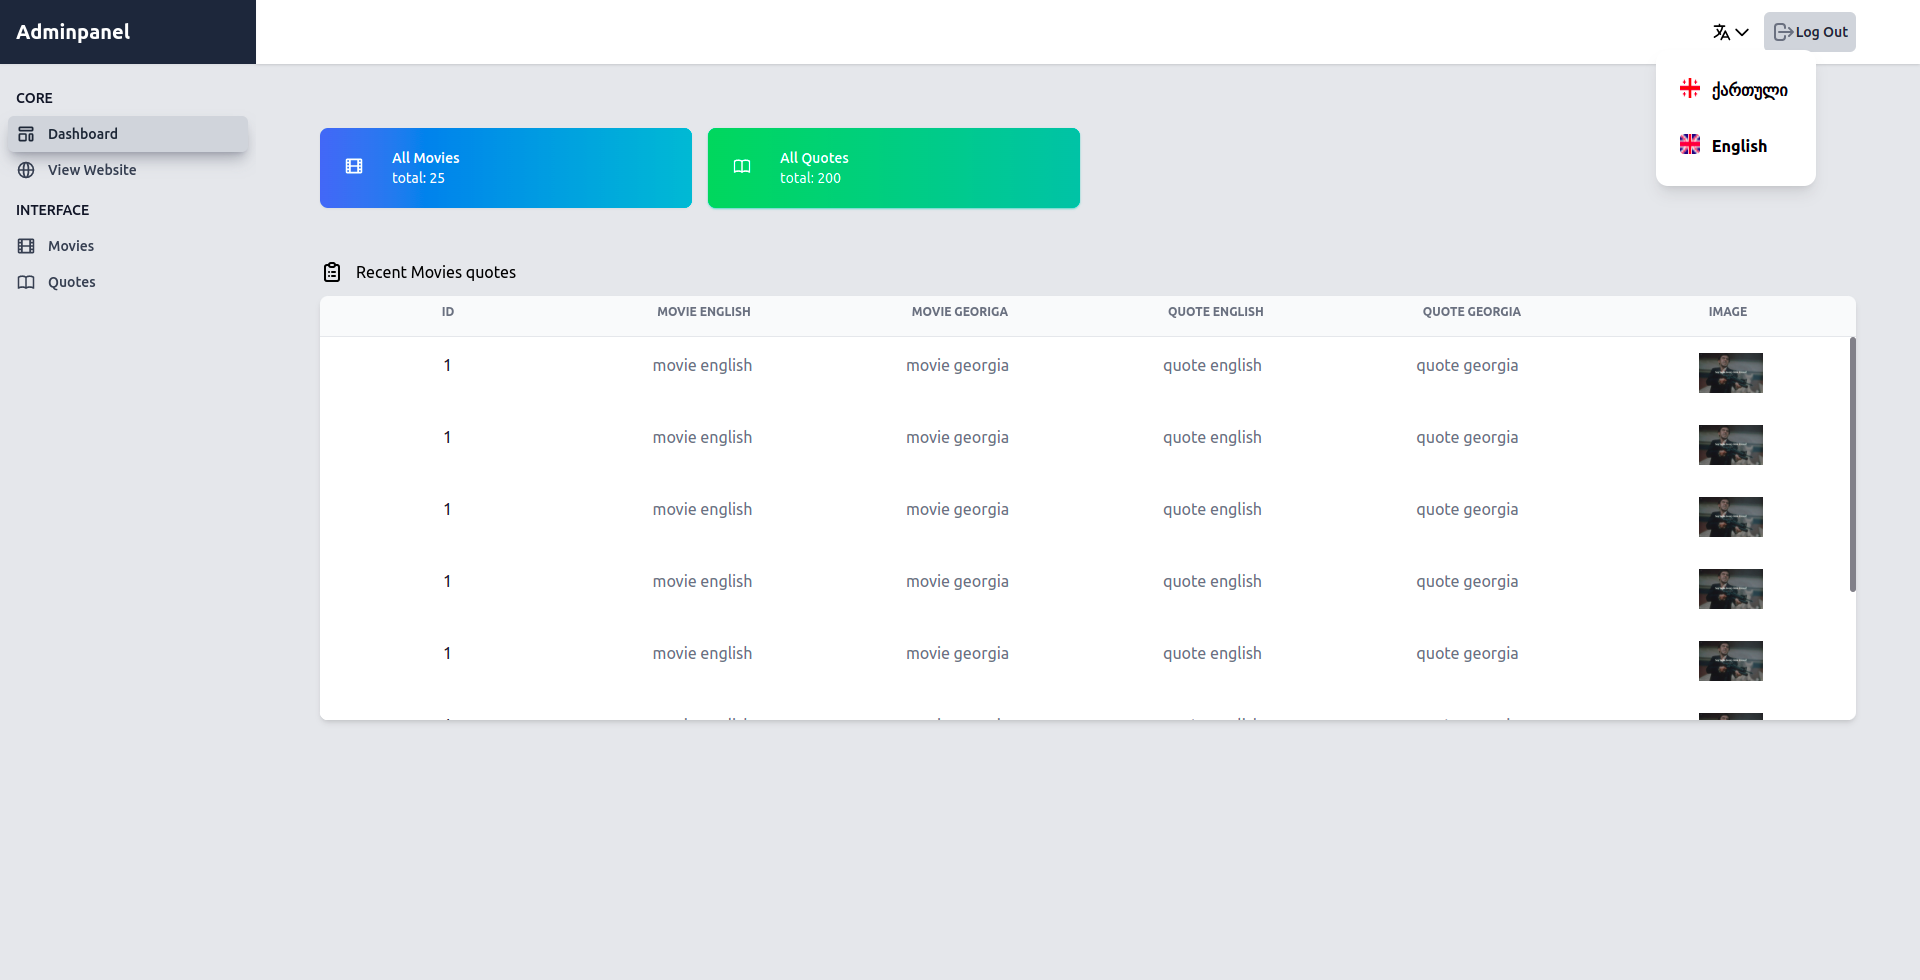 Adminpanel
Log Out
ქართული
English
CORE
Dashboard
View Website
INTERFACE
Movies
Quotes
All Movies
total: 25
All Quotes
total: 200
Recent Movies quotes
ID MOVIE ENGLISH MOVIE GEORIGA QUOTE ENGLISH QUOTE GEORGIA IMAGE
1 movie english movie georgia quote english quote georgia
1 movie english movie georgia quote english quote georgia
1 movie english movie georgia quote english quote georgia
1 movie english movie georgia quote english quote georgia
1 movie english movie georgia quote english quote georgia